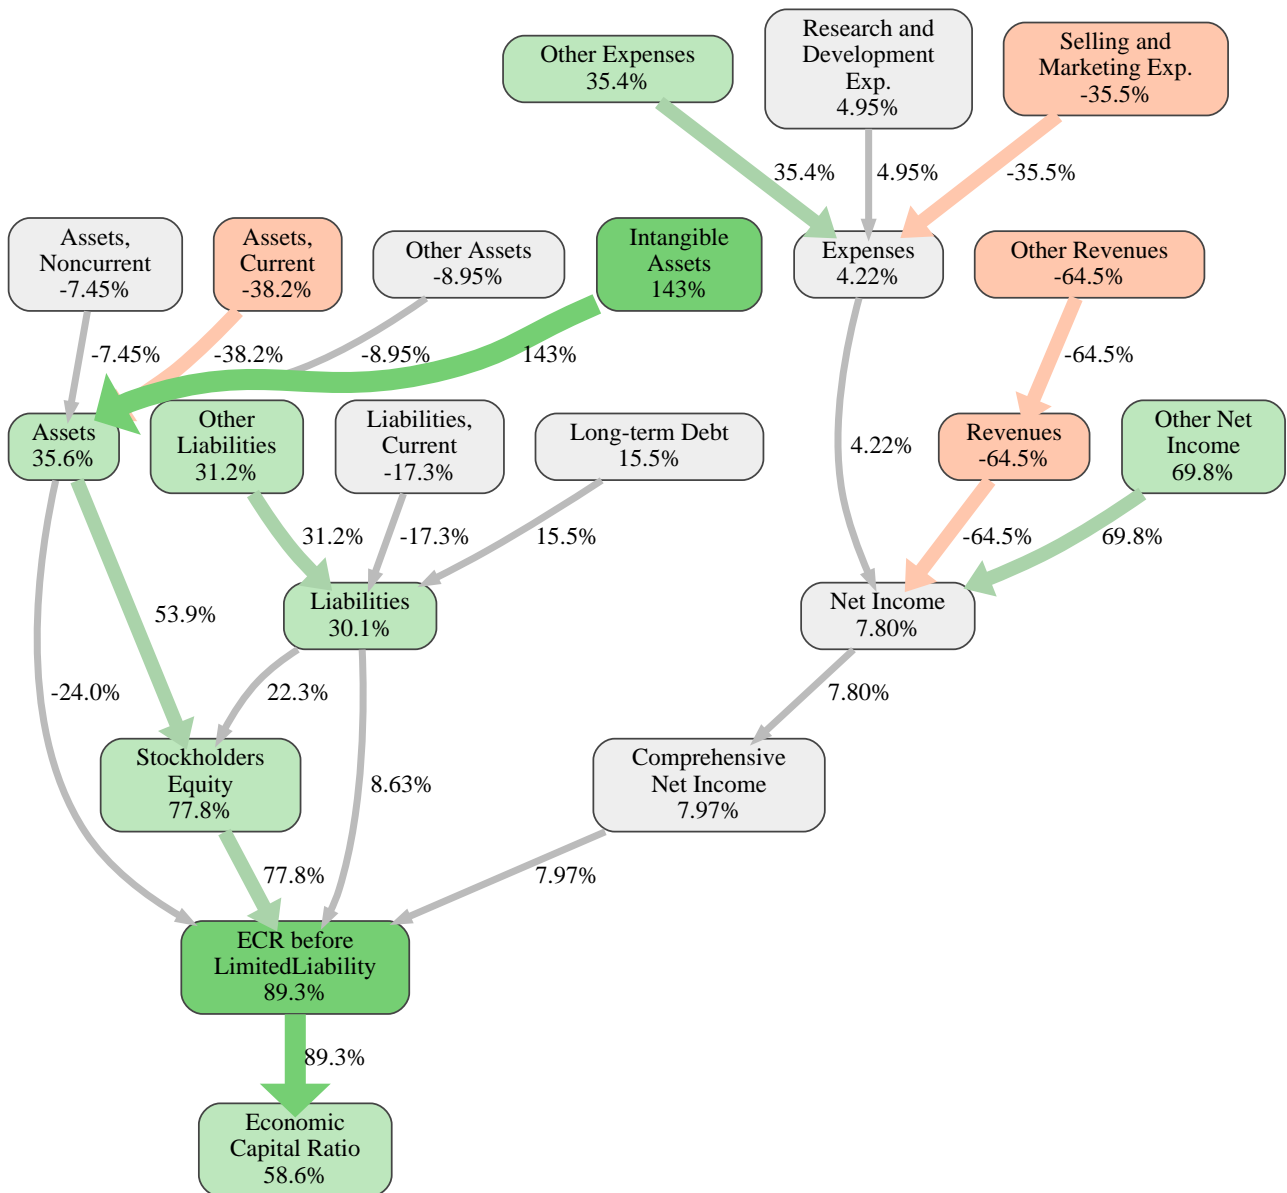 Other Expenses
35.4%
Research and
Development
Exp.
4.95%
Selling and
Marketing Exp.
-35.5%
35.4%
4.95%
-35.5%
Assets,
Noncurrent
-7.45%
Assets,
Current
-38.2%
Other Assets
-8.95%
Intangible
Assets
143%
Expenses
4.22%
Other Revenues
-64.5%
-7.45%
-38.2%
-8.95%
143%
-64.5%
Assets
35.6%
Other
Liabilities
31.2%
Liabilities,
Current
-17.3%
Long-term Debt
15.5%
4.22%
Revenues
-64.5%
Other Net
Income
69.8%
31.2%
-17.3%
15.5%
-64.5%
69.8%
53.9%
Liabilities
30.1%
Net Income
7.80%
-24.0%
22.3%
7.80%
Stockholders
Equity
77.8%
8.63%
Comprehensive
Net Income
7.97%
77.8%
7.97%
ECR before
LimitedLiability
89.3%
89.3%
Economic
Capital Ratio
58.6%